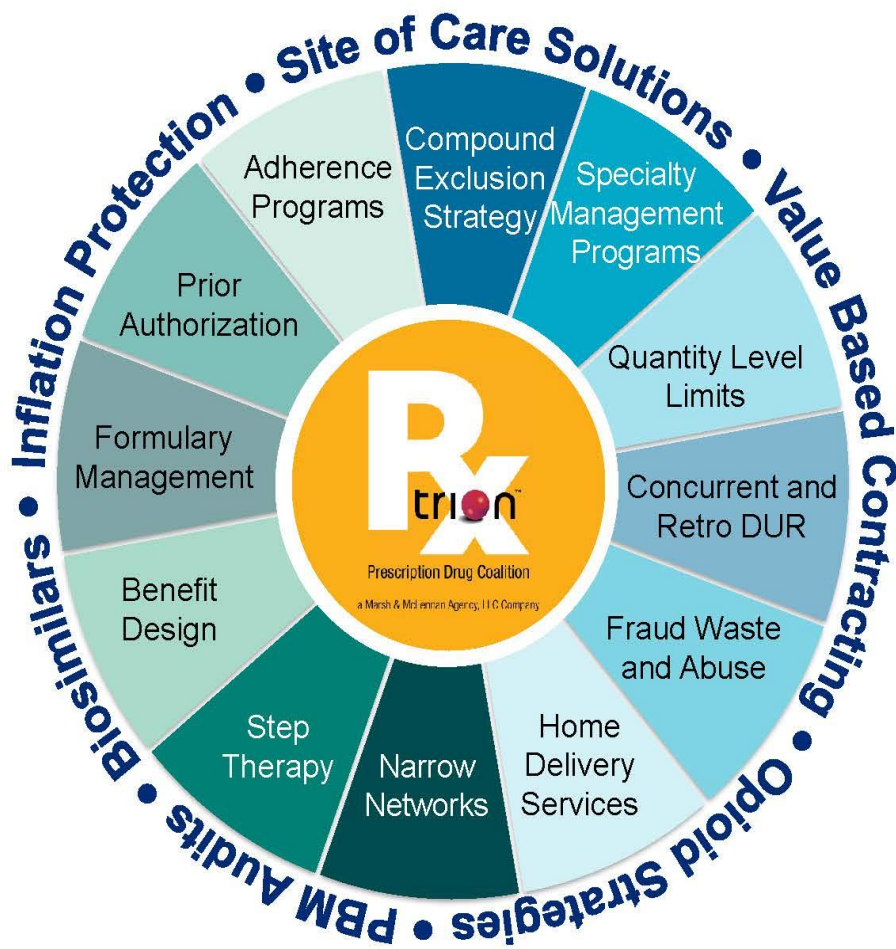 Site of Care Solutions • Value Based Contracting • Opioid Strategies • PBM Audits • Biosimilars • Inflation Protection •
Compound
Exclusion
Strategy
Specialty
Management
Programs
Quantity Level
Limits
Concurrent and
Retro DUR
Fraud Waste
and Abuse
Home
Delivery
Services
Narrow
Networks
Step
Therapy
Benefit
Design
Formulary
Management
Prior
Authorization
Adherence
Programs
Rx
trion™
Prescription Drug Coalition
a Marsh & McLennan Agency, LLC Company